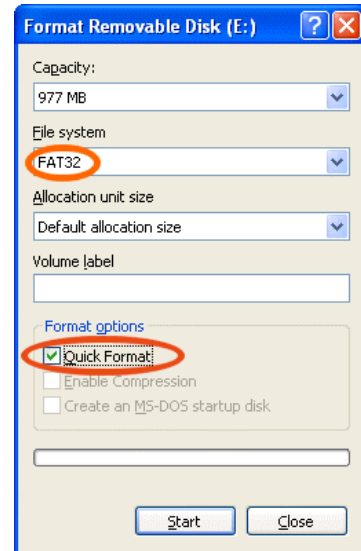 Format Removable Disk (E:)
Capacity:
977 MB
File system
FAT32
Allocation unit size
Default allocation size
Volume label
Format options
Quick Format
Enable Compression
Create an MS-DOS startup disk
Start
Close